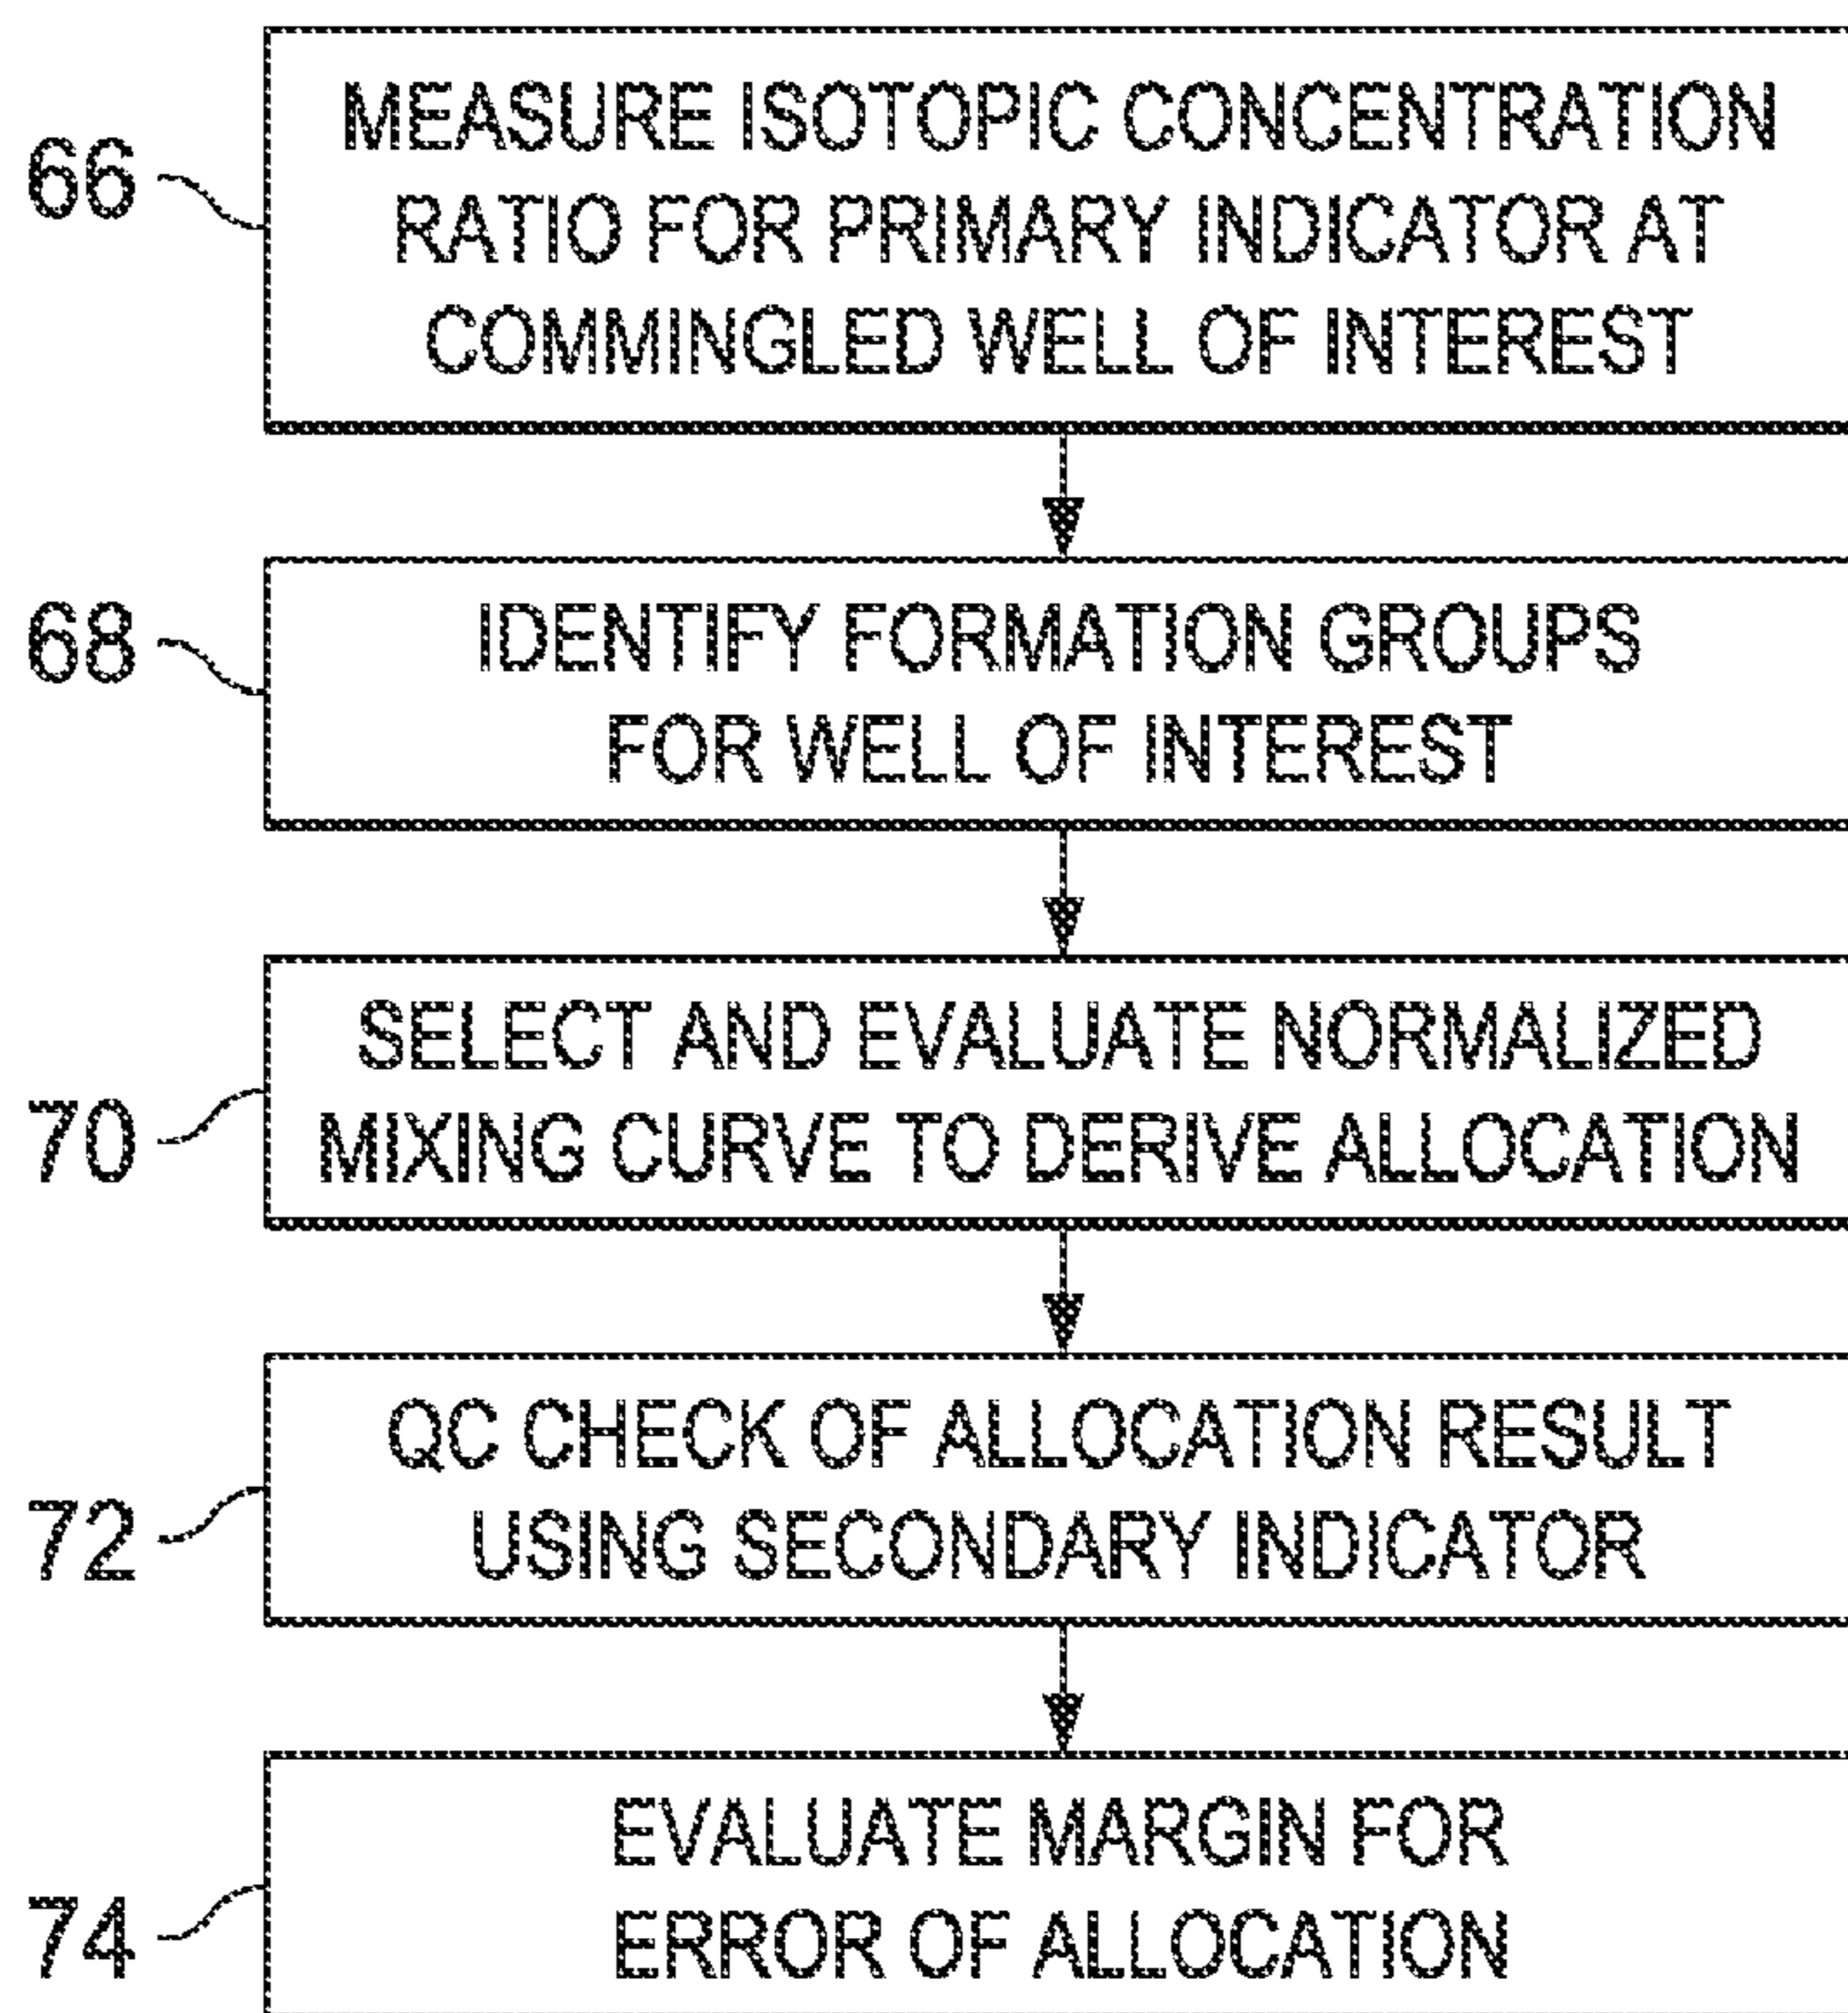 66
MEASURE ISOTOPIC CONCENTRATION
RATIO FOR PRIMARY INDICATOR AT
COMMINGLED WELL OF INTEREST
68
IDENTIFY FORMATION GROUPS
FOR WELL OF INTEREST
70
SELECT AND EVALUATE NORMALIZED
MIXING CURVE TO DERIVE ALLOCATION
72
QC CHECK OF ALLOCATION RESULT
USING SECONDARY INDICATOR
74
EVALUATE MARGIN FOR
ERROR OF ALLOCATION